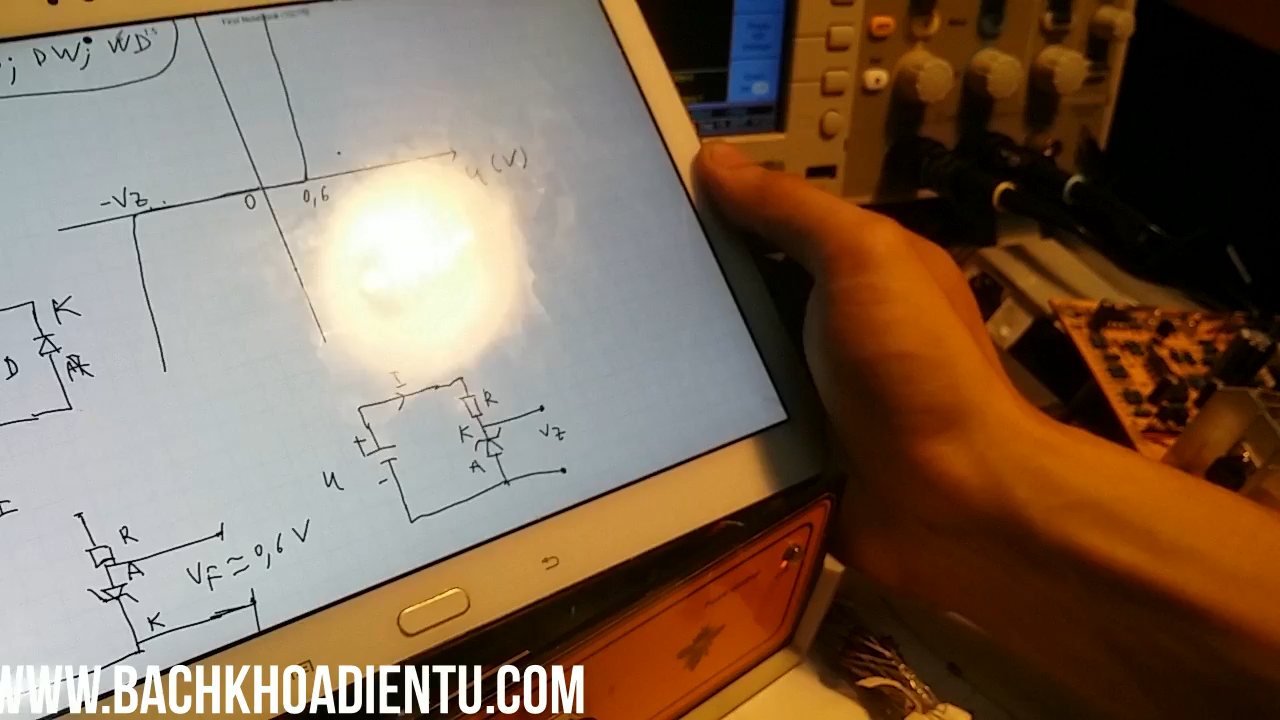 ; DW; WD
u (V)
-Vz
0
0,6
K
D
A
I
+
R
K
Vz
A
u
-
R
A
VF ≃ 0,6 V
K
WWW.BACHKHOADIENTU.COM